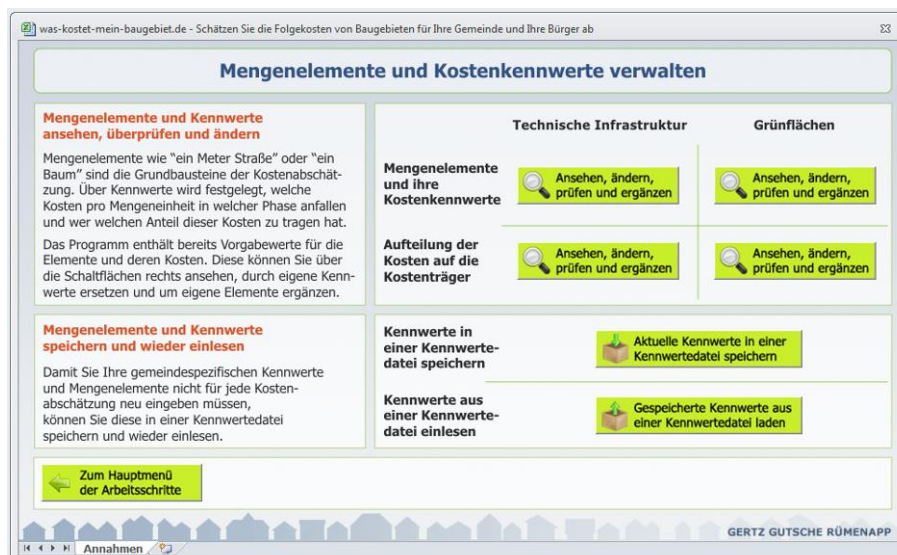 was-kostet-mein-baugebiet.de - Schätzen Sie die Folgekosten von Baugebieten für Ihre Gemeinde und Ihre Bürger ab
Mengenelemente und Kostenkennwerte verwalten
Mengenelemente und Kennwerte
ansehen, überprüfen und ändern
Mengenelemente wie "ein Meter Straße" oder "ein
Baum" sind die Grundbausteine der Kostenabschät-
zung. Über Kennwerte wird festgelegt, welche
Kosten pro Mengeneinheit in welcher Phase anfallen
und wer welchen Anteil dieser Kosten zu tragen hat.
Das Programm enthält bereits Vorgabewerte für die
Elemente und deren Kosten. Diese können Sie über
die Schaltflächen rechts ansehen, durch eigene Kenn-
werte ersetzen und um eigene Elemente ergänzen.
Technische Infrastruktur
Grünflächen
Mengenelemente
und ihre
Kostenkennwerte
Ansehen, ändern,
prüfen und ergänzen
Ansehen, ändern,
prüfen und ergänzen
Aufteilung der
Kosten auf die
Kostenträger
Ansehen, ändern,
prüfen und ergänzen
Ansehen, ändern,
prüfen und ergänzen
Mengenelemente und Kennwerte
speichern und wieder einlesen
Damit Sie Ihre gemeindespezifischen Kennwerte
und Mengenelemente nicht für jede Kosten-
abschätzung neu eingeben müssen,
können Sie diese in einer Kennwertedatei
speichern und wieder einlesen.
Kennwerte in
einer Kennwerte-
datei speichern
Aktuelle Kennwerte in einer
Kennwertedatei speichern
Kennwerte aus
einer Kennwerte-
datei einlesen
Gespeicherte Kennwerte aus
einer Kennwertedatei laden
Zum Hauptmenü
der Arbeitsschritte
GERTZ GUTSCHE RÜMENAPP
Annahmen